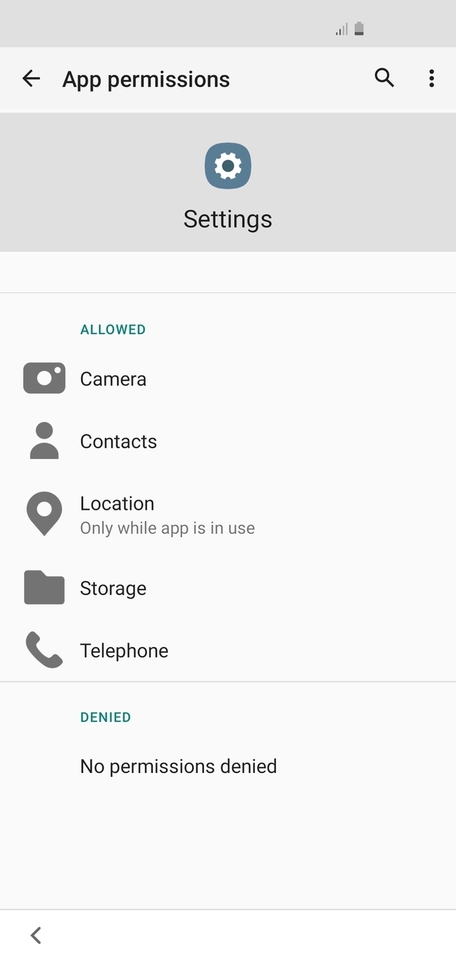 App permissions
Settings
ALLOWED
Camera
Contacts
Location
Only while app is in use
Storage
Telephone
DENIED
No permissions denied